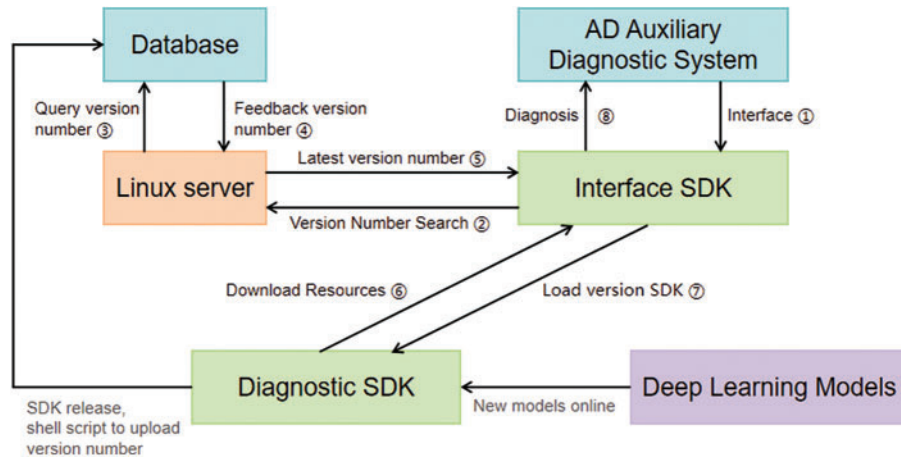 Database
AD Auxiliary
Diagnostic System
Query version
number ③
Feedback version
number ④
Diagnosis ⑧
Interface ①
Linux server
Latest version number ⑤
Version Number Search ②
Interface SDK
Download Resources ⑥
Load version SDK ⑦
Diagnostic SDK
New models online
Deep Learning Models
SDK release,
shell script to upload
version number